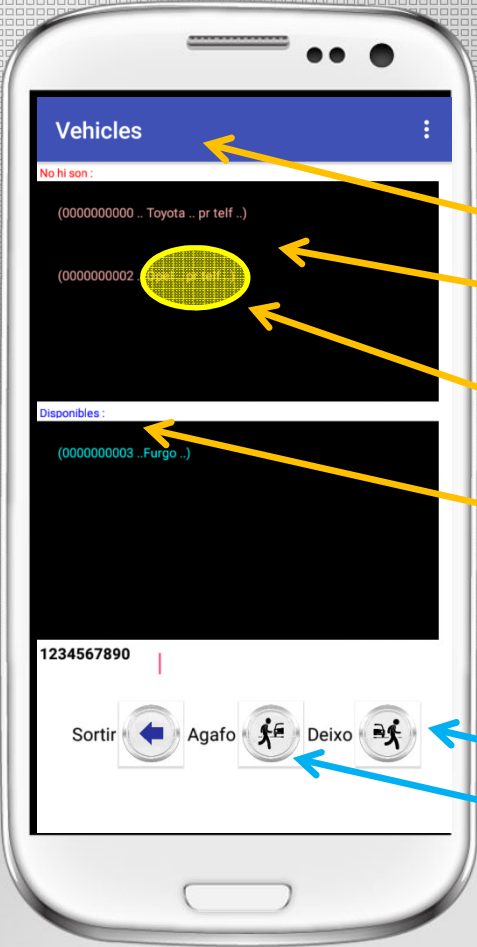 Vehicles
No hi son :
(0000000000 .. Toyota .. pr telf ..)
(0000000002 ..
Disponibles :
(0000000003 ..Furgo ..)
1234567890
Sortir Agafo Deixo